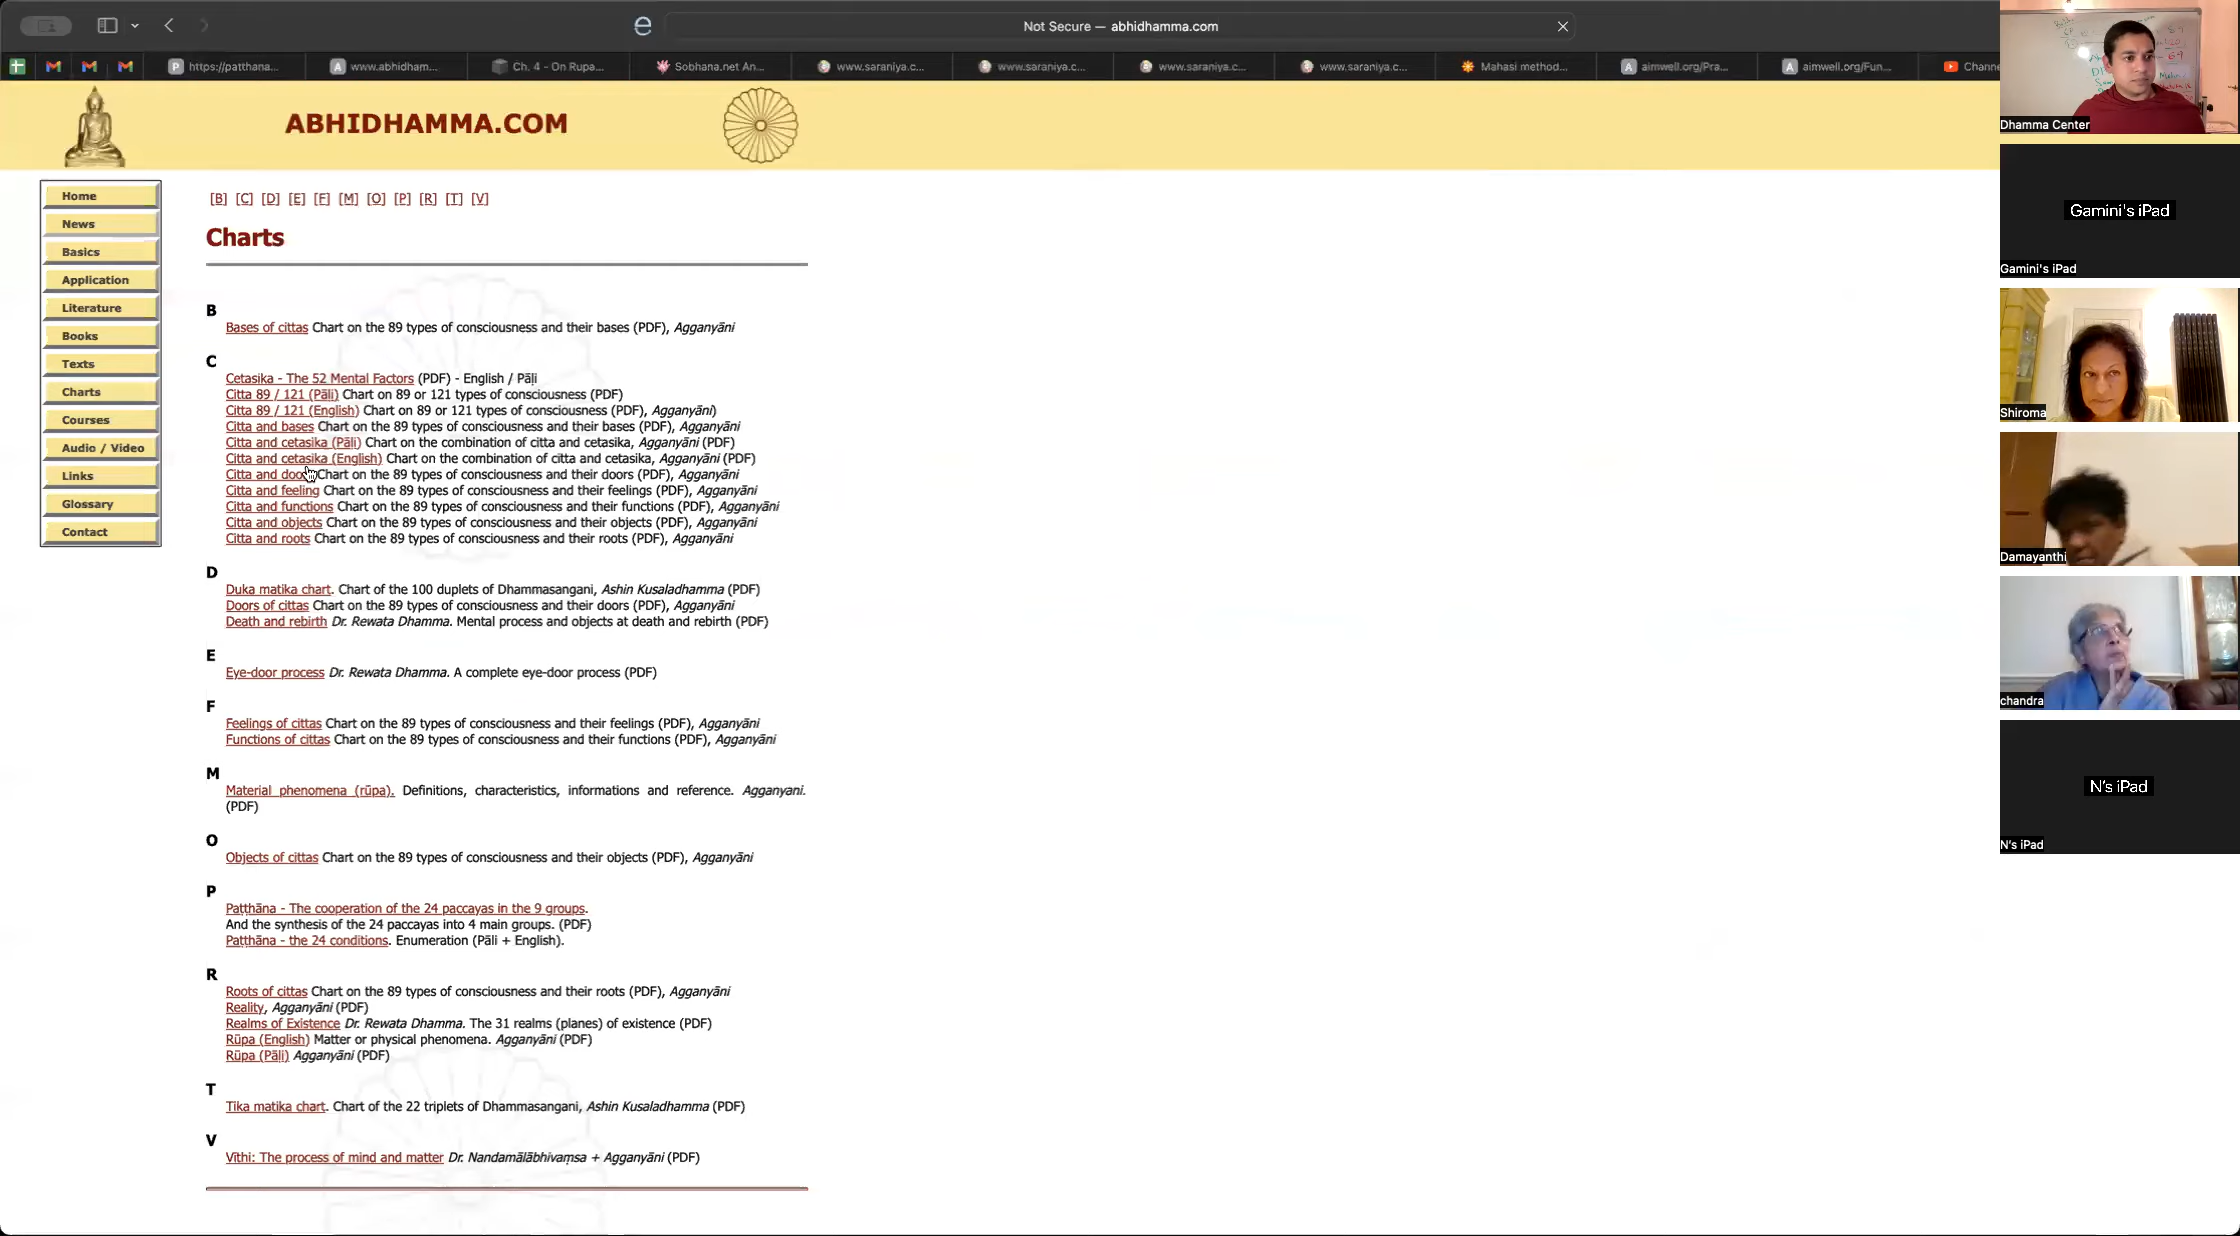 Not Secure — abhidhamma.com
https://patthana...
www.abhidham...
Ch. 4 - On Rupa...
Sobhana.net An...
www.saraniya.c...
www.saraniya.c...
www.saraniya.c...
www.saraniya.c...
Mahasi method...
aimwell.org/Pra...
aimwell.org/Fun...
Channe
ABHIDHAMMA.COM
Home
News
Basics
Application
Literature
Books
Texts
Charts
Courses
Audio / Video
Links
Glossary
Contact
[B] [C] [D] [E] [F] [M] [O] [P] [R] [T] [V]
Charts
B
Bases of cittas Chart on the 89 types of consciousness and their bases (PDF), Agganyāni
C
Cetasika - The 52 Mental Factors (PDF) - English / Pāḷi
Citta 89 / 121 (Pāḷi) Chart on 89 or 121 types of consciousness (PDF)
Citta 89 / 121 (English) Chart on 89 or 121 types of consciousness (PDF), Agganyāni)
Citta and bases Chart on the 89 types of consciousness and their bases (PDF), Agganyāni
Citta and cetasika (Pāḷi) Chart on the combination of citta and cetasika, Agganyāni (PDF)
Citta and cetasika (English) Chart on the combination of citta and cetasika, Agganyāni (PDF)
Citta and doors Chart on the 89 types of consciousness and their doors (PDF), Agganyāni
Citta and feeling Chart on the 89 types of consciousness and their feelings (PDF), Agganyāni
Citta and functions Chart on the 89 types of consciousness and their functions (PDF), Agganyāni
Citta and objects Chart on the 89 types of consciousness and their objects (PDF), Agganyāni
Citta and roots Chart on the 89 types of consciousness and their roots (PDF), Agganyāni
D
Duka matika chart. Chart of the 100 duplets of Dhammasangani, Ashin Kusaladhamma (PDF)
Doors of cittas Chart on the 89 types of consciousness and their doors (PDF), Agganyāni
Death and rebirth Dr. Rewata Dhamma. Mental process and objects at death and rebirth (PDF)
E
Eye-door process Dr. Rewata Dhamma. A complete eye-door process (PDF)
F
Feelings of cittas Chart on the 89 types of consciousness and their feelings (PDF), Agganyāni
Functions of cittas Chart on the 89 types of consciousness and their functions (PDF), Agganyāni
M
Material phenomena (rūpa). Definitions, characteristics, informations and reference. Agganyani.
(PDF)
O
Objects of cittas Chart on the 89 types of consciousness and their objects (PDF), Agganyāni
P
Paṭṭhāna - The cooperation of the 24 paccayas in the 9 groups.
And the synthesis of the 24 paccayas into 4 main groups. (PDF)
Paṭṭhāna - the 24 conditions. Enumeration (Pāli + English).
R
Roots of cittas Chart on the 89 types of consciousness and their roots (PDF), Agganyāni
Reality, Agganyāni (PDF)
Realms of Existence Dr. Rewata Dhamma. The 31 realms (planes) of existence (PDF)
Rūpa (English) Matter or physical phenomena. Agganyāni (PDF)
Rūpa (Pāḷi) Agganyāni (PDF)
T
Tika matika chart. Chart of the 22 triplets of Dhammasangani, Ashin Kusaladhamma (PDF)
V
Vīthi: The process of mind and matter Dr. Nandamālābhivaṃsa + Agganyāni (PDF)
Dhamma Center
Gamini's iPad
Gamini's iPad
Shiroma
Damayanthi
chandra
N's iPad
N's iPad